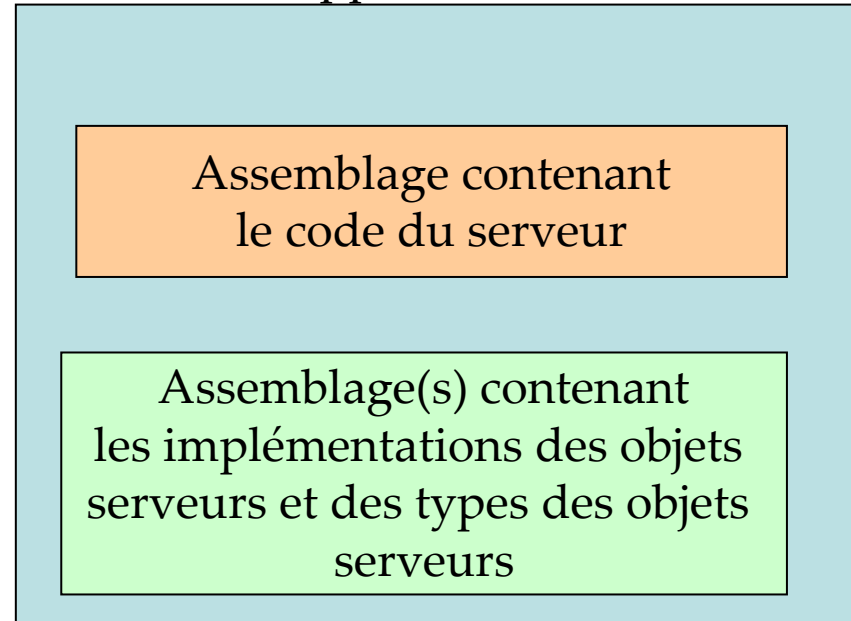 Assemblage contenant
le code du serveur
Assemblage(s) contenant
les implémentations des objets
serveurs et des types des objets
serveurs